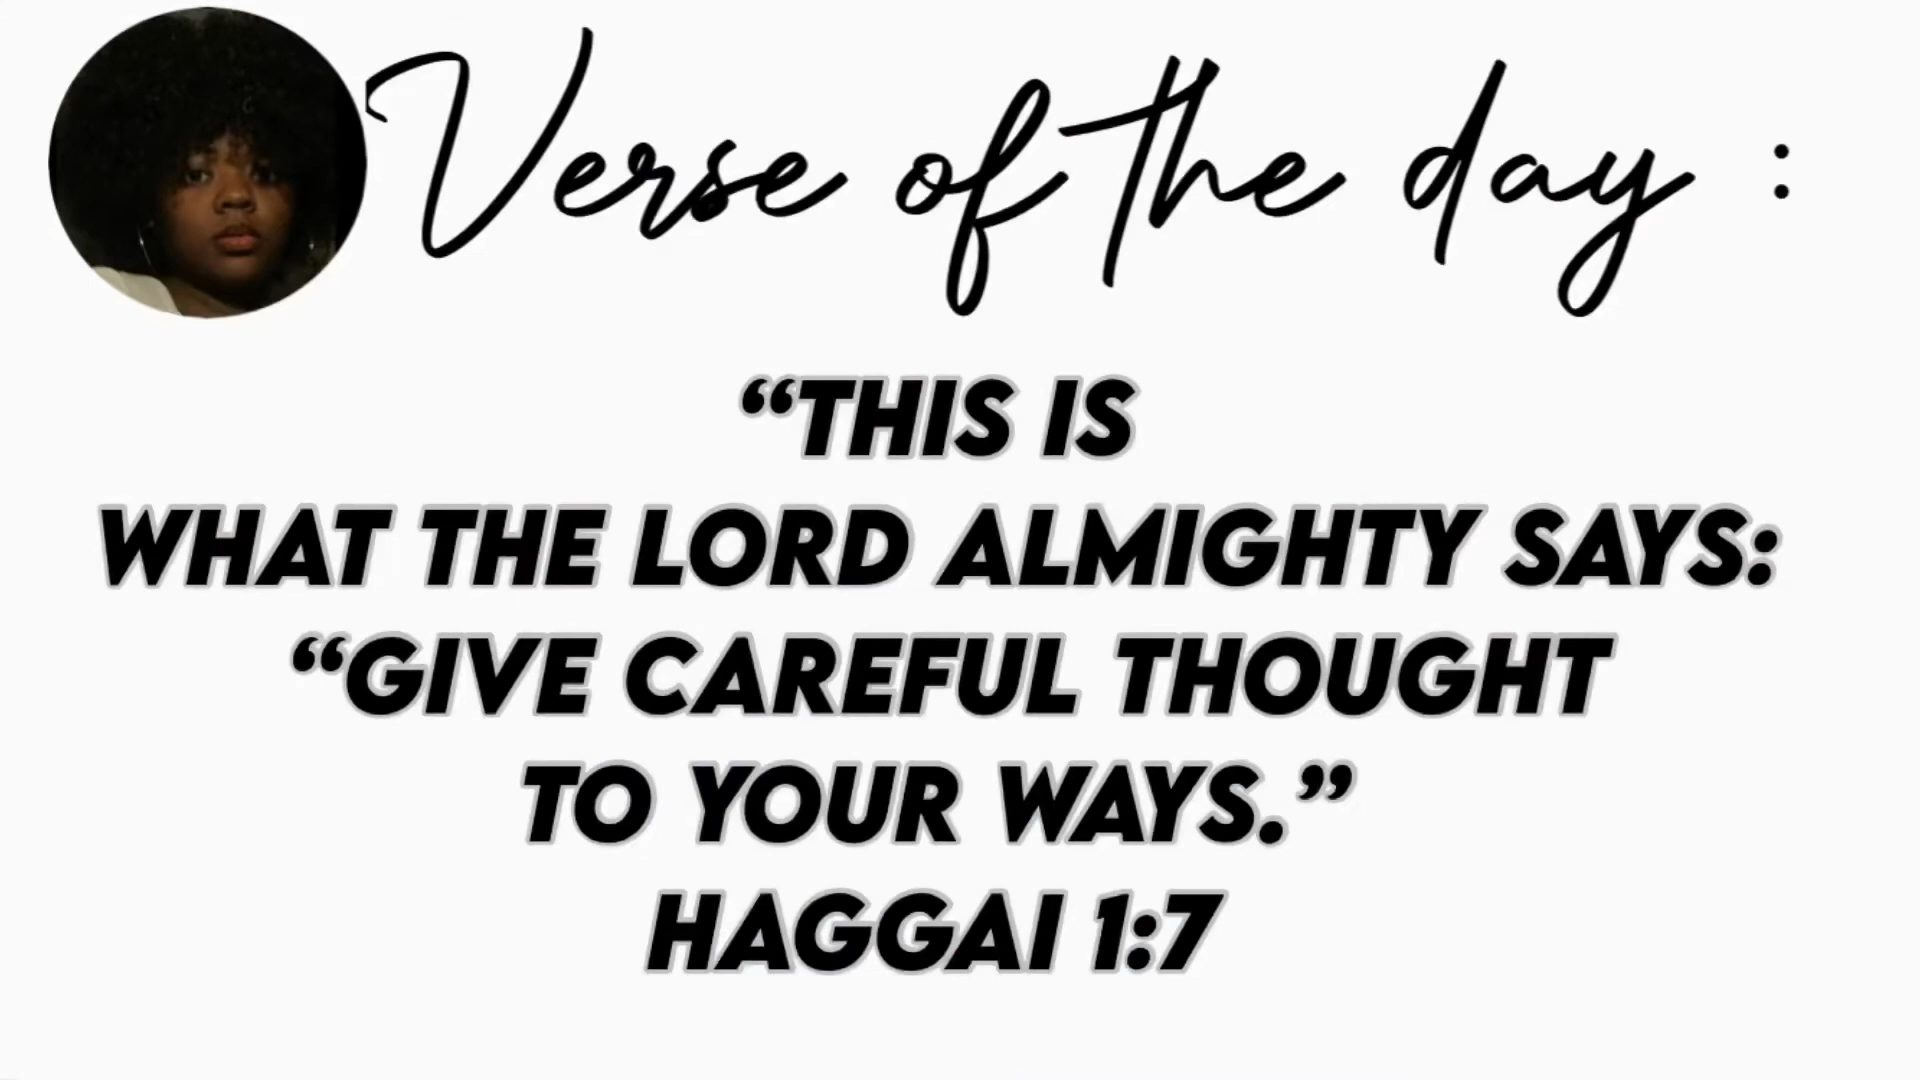 Verse of the day :
“THIS IS
WHAT THE LORD ALMIGHTY SAYS:
“GIVE CAREFUL THOUGHT
TO YOUR WAYS.”
HAGGAI 1:7